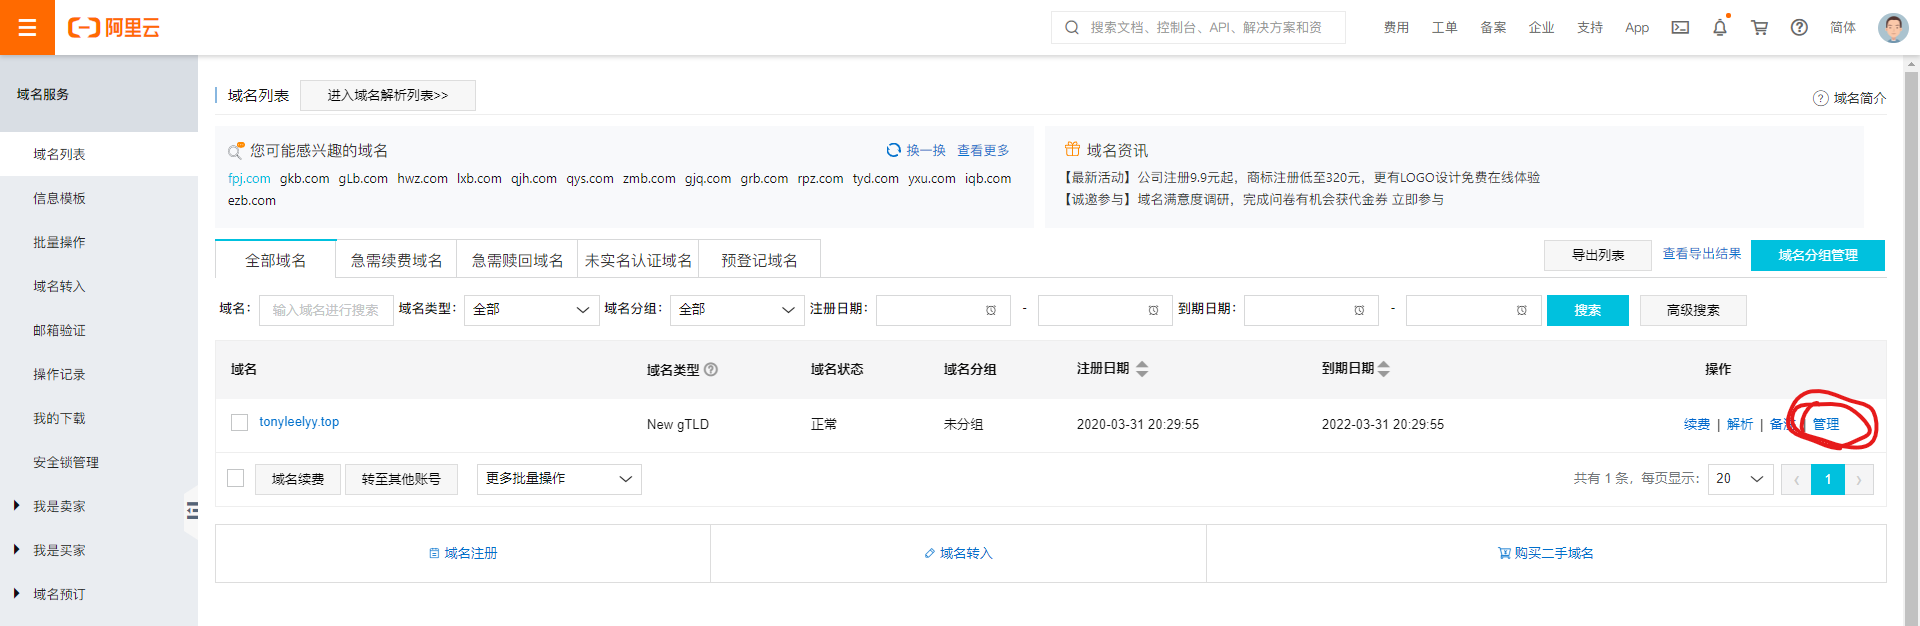 阿里云
搜索文档、控制台、API、解决方案和资
费用 工单 备案 企业 支持 App 简体
域名服务
域名列表
信息模板
批量操作
域名转入
邮箱验证
操作记录
我的下载
安全锁管理
我是卖家
我是买家
域名预订
域名列表 进入域名解析列表>> 域名简介
您可能感兴趣的域名 换一换 查看更多
fpj.com gkb.com gLb.com hwz.com lxb.com qjh.com qys.com zmb.com gjq.com grb.com rpz.com tyd.com yxu.com iqb.com
ezb.com
域名资讯
【最新活动】公司注册9.9元起，商标注册低至320元，更有LOGO设计免费在线体验
【诚邀参与】域名满意度调研，完成问卷有机会获代金券 立即参与
全部域名 急需续费域名 急需赎回域名 未实名认证域名 预登记域名 导出列表 查看导出结果 域名分组管理
域名： 输入域名进行搜索 域名类型： 全部 域名分组： 全部 注册日期： - 到期日期： - 搜索 高级搜索
域名 域名类型 域名状态 域名分组 注册日期 到期日期 操作
tonyleelyy.top New gTLD 正常 未分组 2020-03-31 20:29:55 2022-03-31 20:29:55 续费 | 解析 | 备 管理
域名续费 转至其他账号 更多批量操作 共有 1 条，每页显示： 20 ‹ 1 ›
域名注册 域名转入 购买二手域名